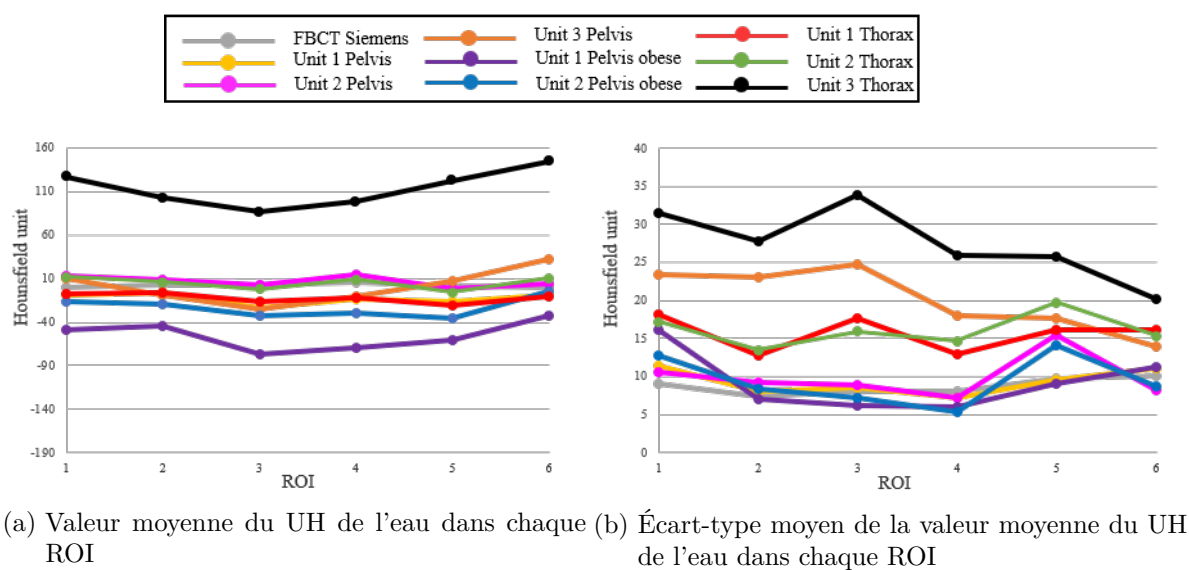 FBCT Siemens
Unit 3 Pelvis
Unit 1 Thorax
Unit 1 Pelvis
Unit 1 Pelvis obese
Unit 2 Thorax
Unit 2 Pelvis
Unit 2 Pelvis obese
Unit 3 Thorax
160
110
60
10
-40
-90
-140
-190
Hounsfield unit
1 2 3 4 5 6
ROI
40
35
30
25
20
15
10
5
0
Hounsfield unit
1 2 3 4 5 6
ROI
(a) Valeur moyenne du UH de l'eau dans chaque
ROI
(b) Écart-type moyen de la valeur moyenne du UH
de l'eau dans chaque ROI